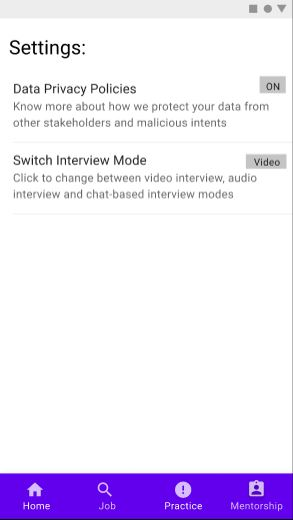 Settings:
Data Privacy Policies
ON
Know more about how we protect your data from
other stakeholders and malicious intents
Switch Interview Mode
Video
Click to change between video interview, audio
interview and chat-based interview modes
Home
Job
Practice
Mentorship